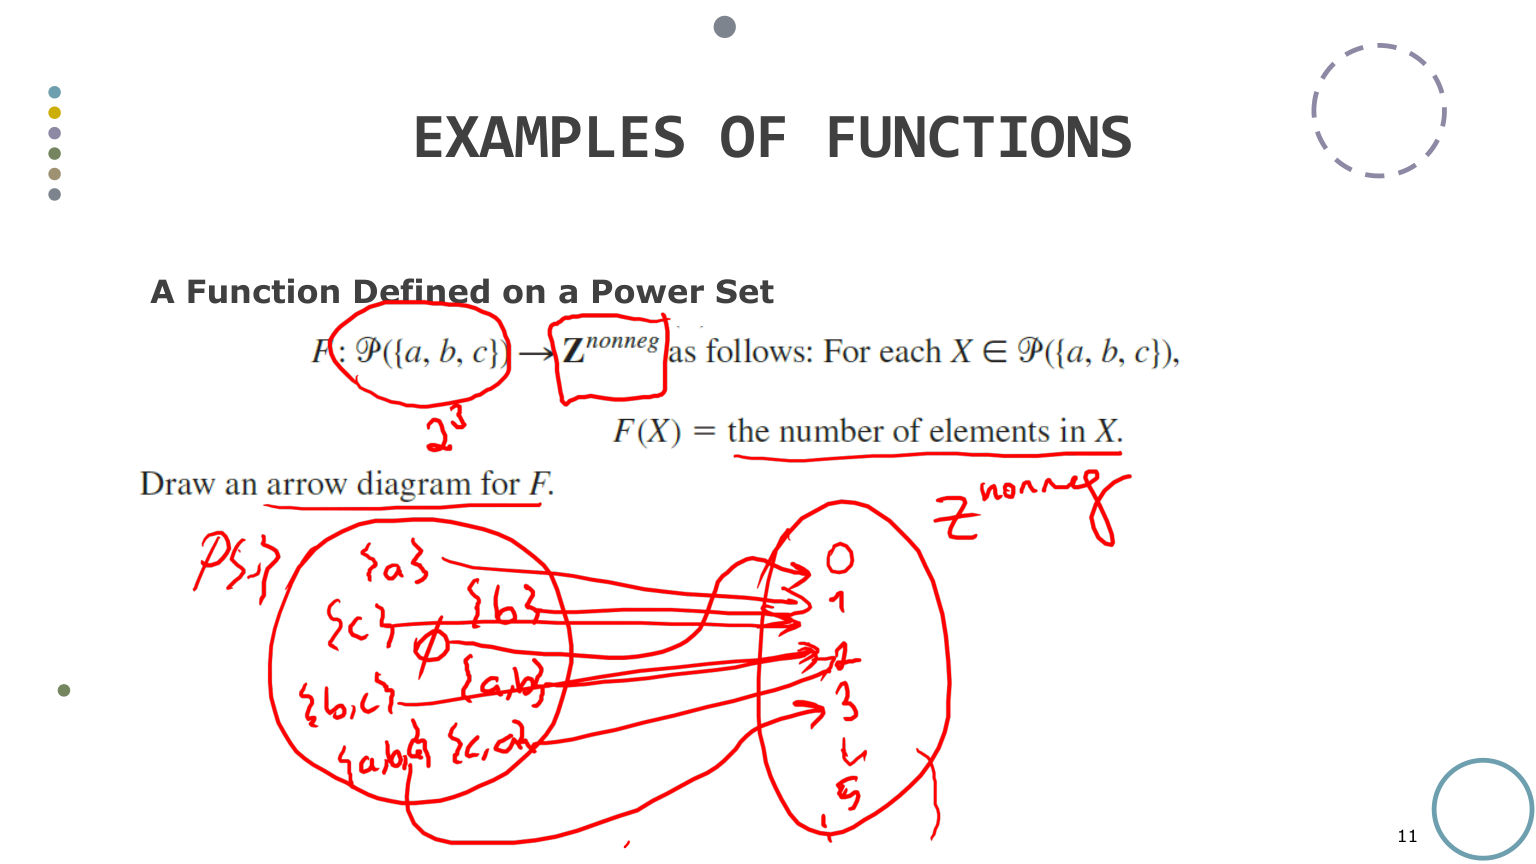 EXAMPLES OF FUNCTIONS
A Function Defined on a Power Set
F: 𝒫({a, b, c}) → Z^nonneg as follows: For each X ∈ 𝒫({a, b, c}),
2^3
F(X) = the number of elements in X.
Draw an arrow diagram for F.
Z^nonneg
{a}
0
{b}
1
{c}
∅
2
{a,b}
{b,c}
3
{a,b,c} {c,a}
4
5
11